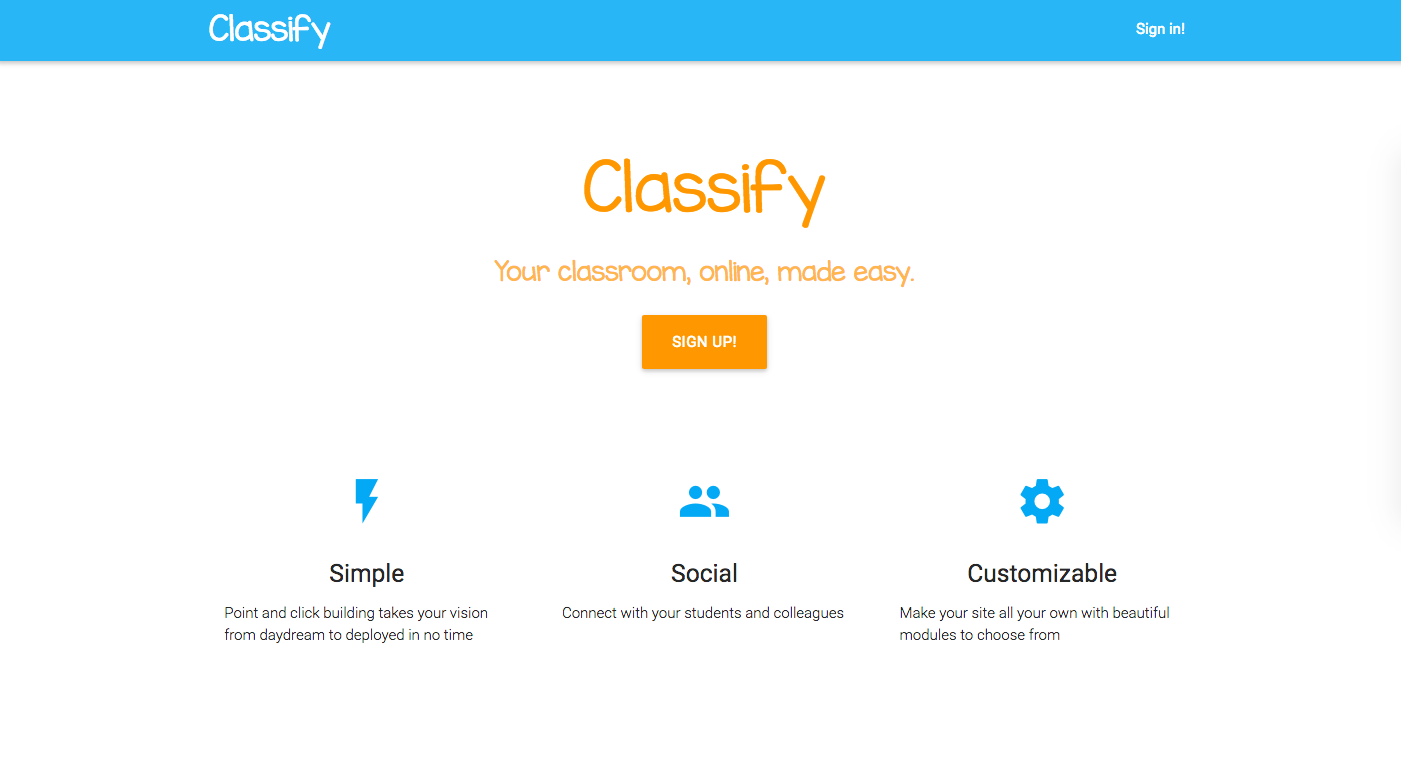 Classify
Sign in!
Classify
Your classroom, online, made easy.
SIGN UP!
Simple
Point and click building takes your vision
from daydream to deployed in no time
Social
Connect with your students and colleagues
Customizable
Make your site all your own with beautiful
modules to choose from